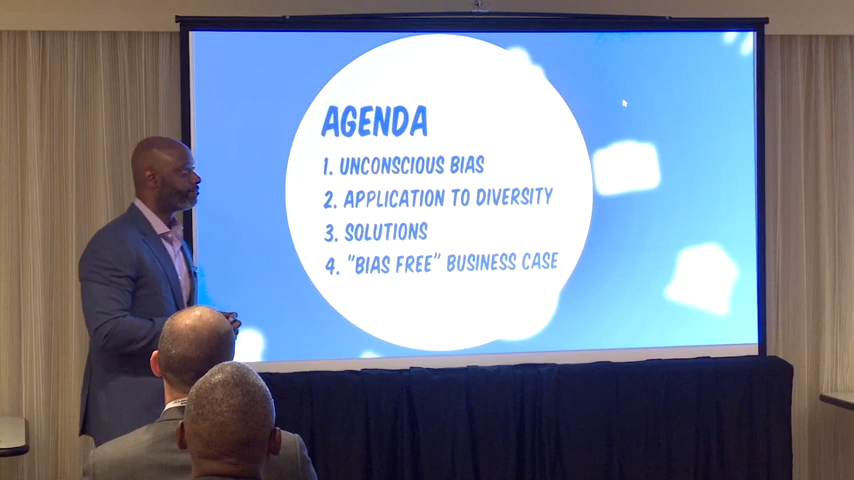 AGENDA
1. UNCONSCIOUS BIAS
2. APPLICATION TO DIVERSITY
3. SOLUTIONS
4. "BIAS FREE" BUSINESS CASE